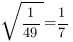 √(1/49) = 1/7